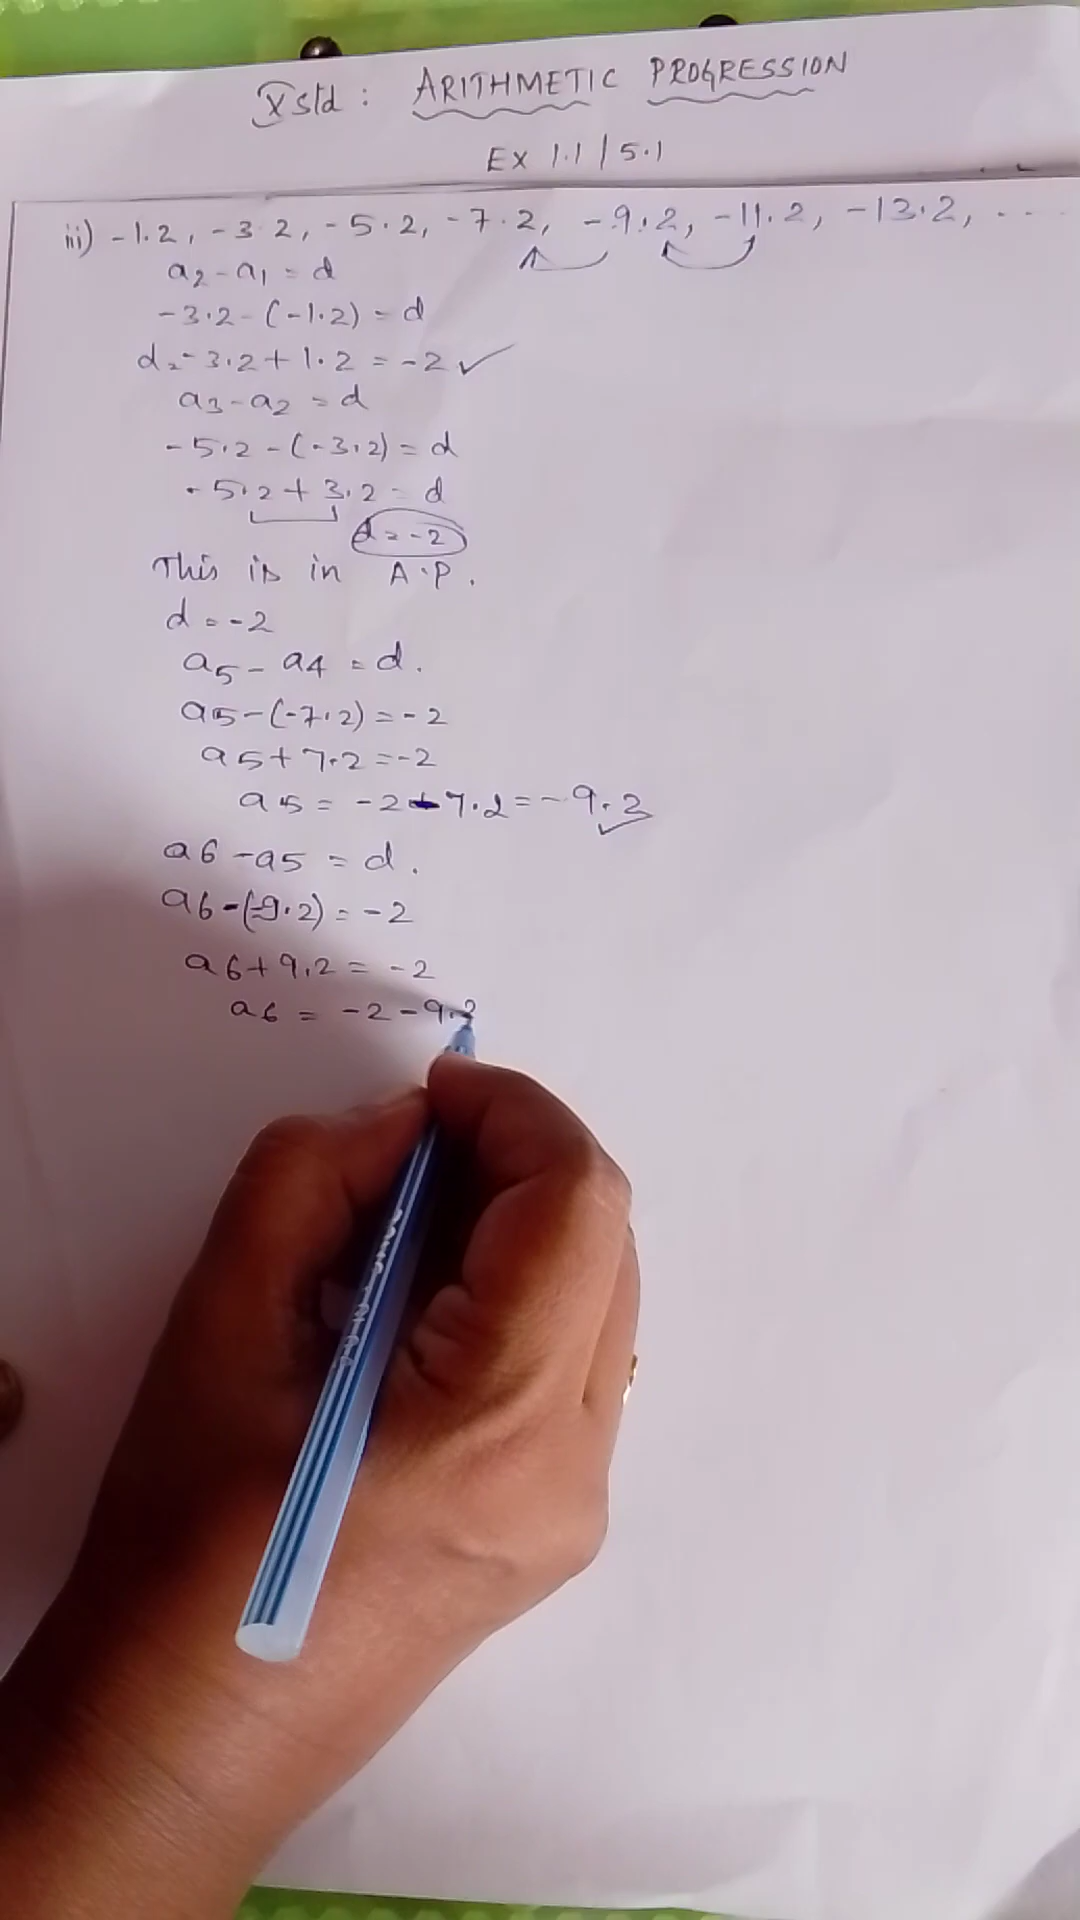 X std : ARITHMETIC PROGRESSION
Ex 1.1 / 5.1
iii) -1.2, -3.2, -5.2, -7.2, -9.2, -11.2, -13.2, ....
a2 - a1 = d
-3.2 - (-1.2) = d
d = -3.2 + 1.2 = -2 ✓
a3 - a2 = d
-5.2 - (-3.2) = d
-5.2 + 3.2 = d
d = -2
This is in A.P.
d = -2
a5 - a4 = d.
a5 - (-7.2) = -2
a5 + 7.2 = -2
a5 = -2 - 7.2 = -9.2
a6 - a5 = d.
a6 - (-9.2) = -2
a6 + 9.2 = -2
a6 = -2 - 9.2